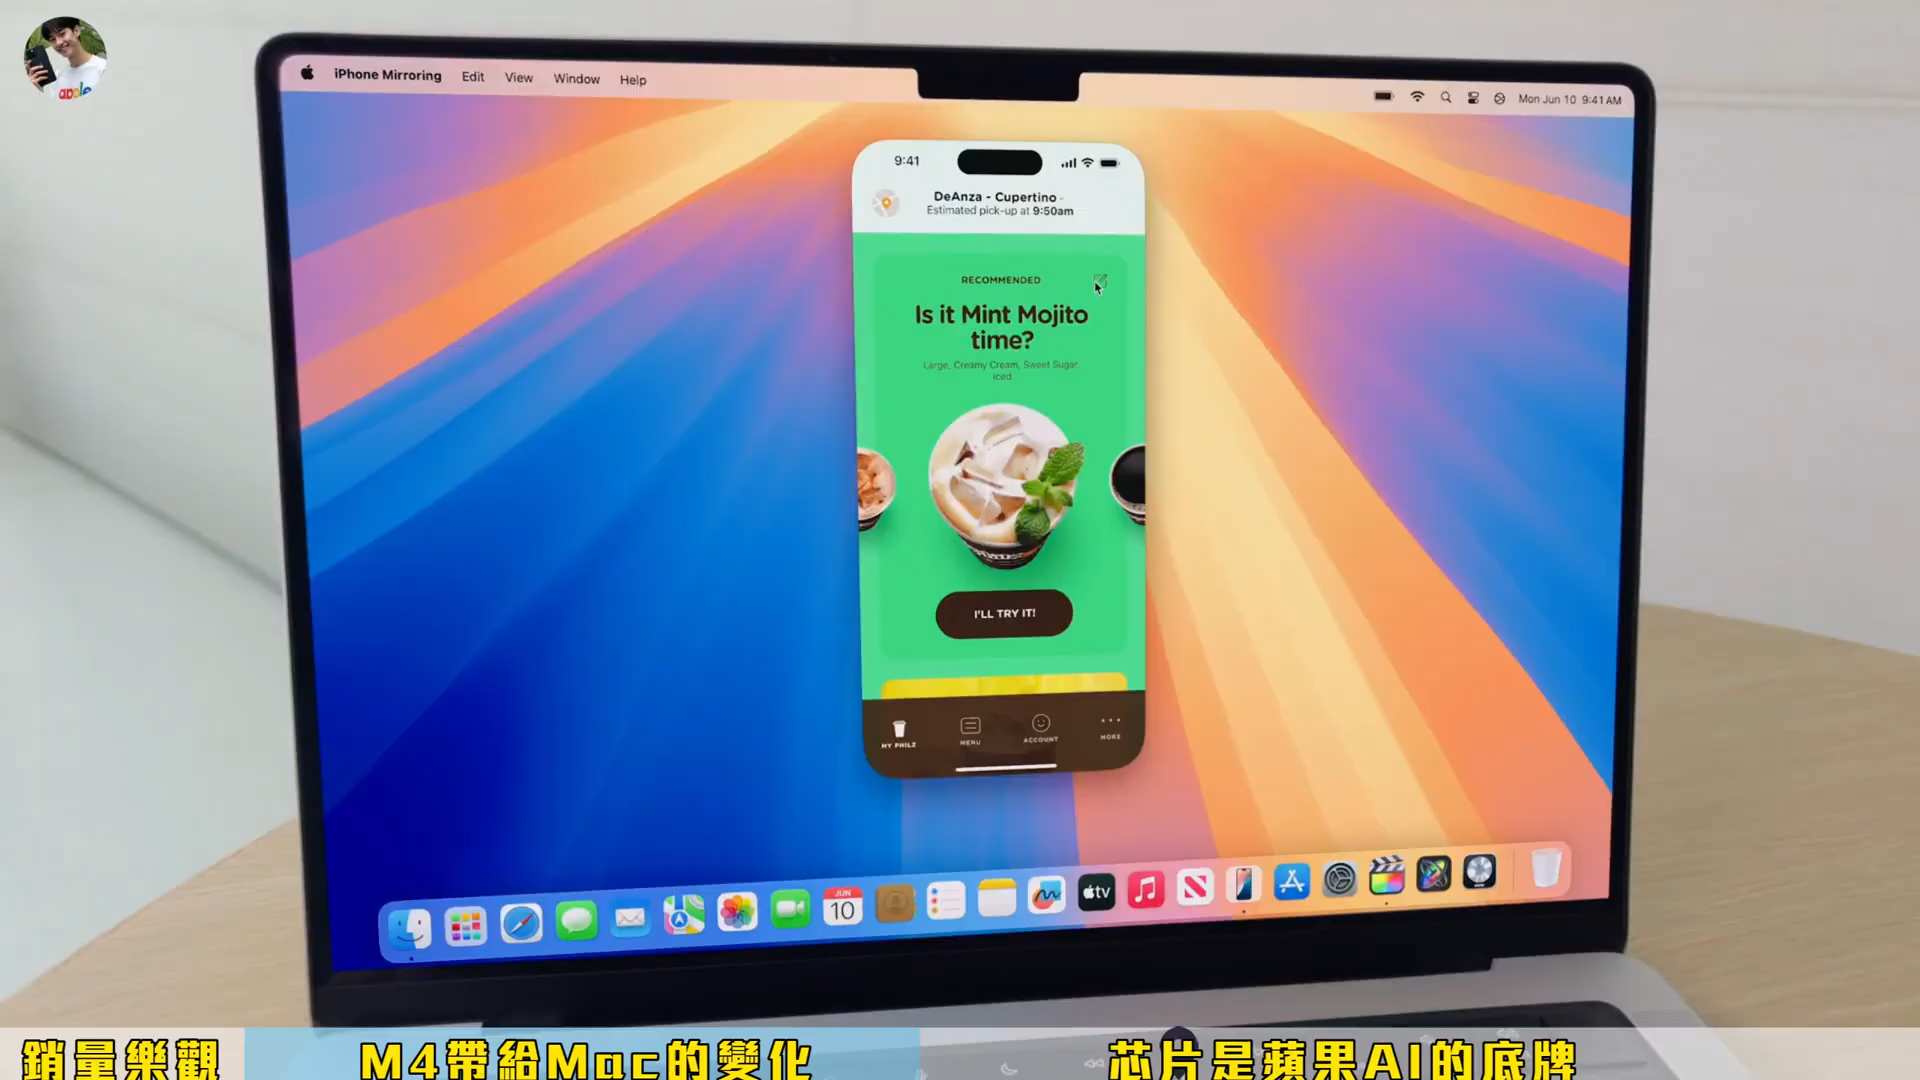 apple
iPhone Mirroring Edit View Window Help
Mon Jun 10 9:41 AM
9:41
DeAnza - Cupertino
Estimated pick-up at 9:50am
RECOMMENDED
Is it Mint Mojito
time?
Large, Creamy Cream, Sweet Sugar,
Iced
I'LL TRY IT!
MY PHILZ MENU ACCOUNT MORE
JUN
10
tv
銷量樂觀 M4帶給Mac的變化 芯片是蘋果AI的底牌